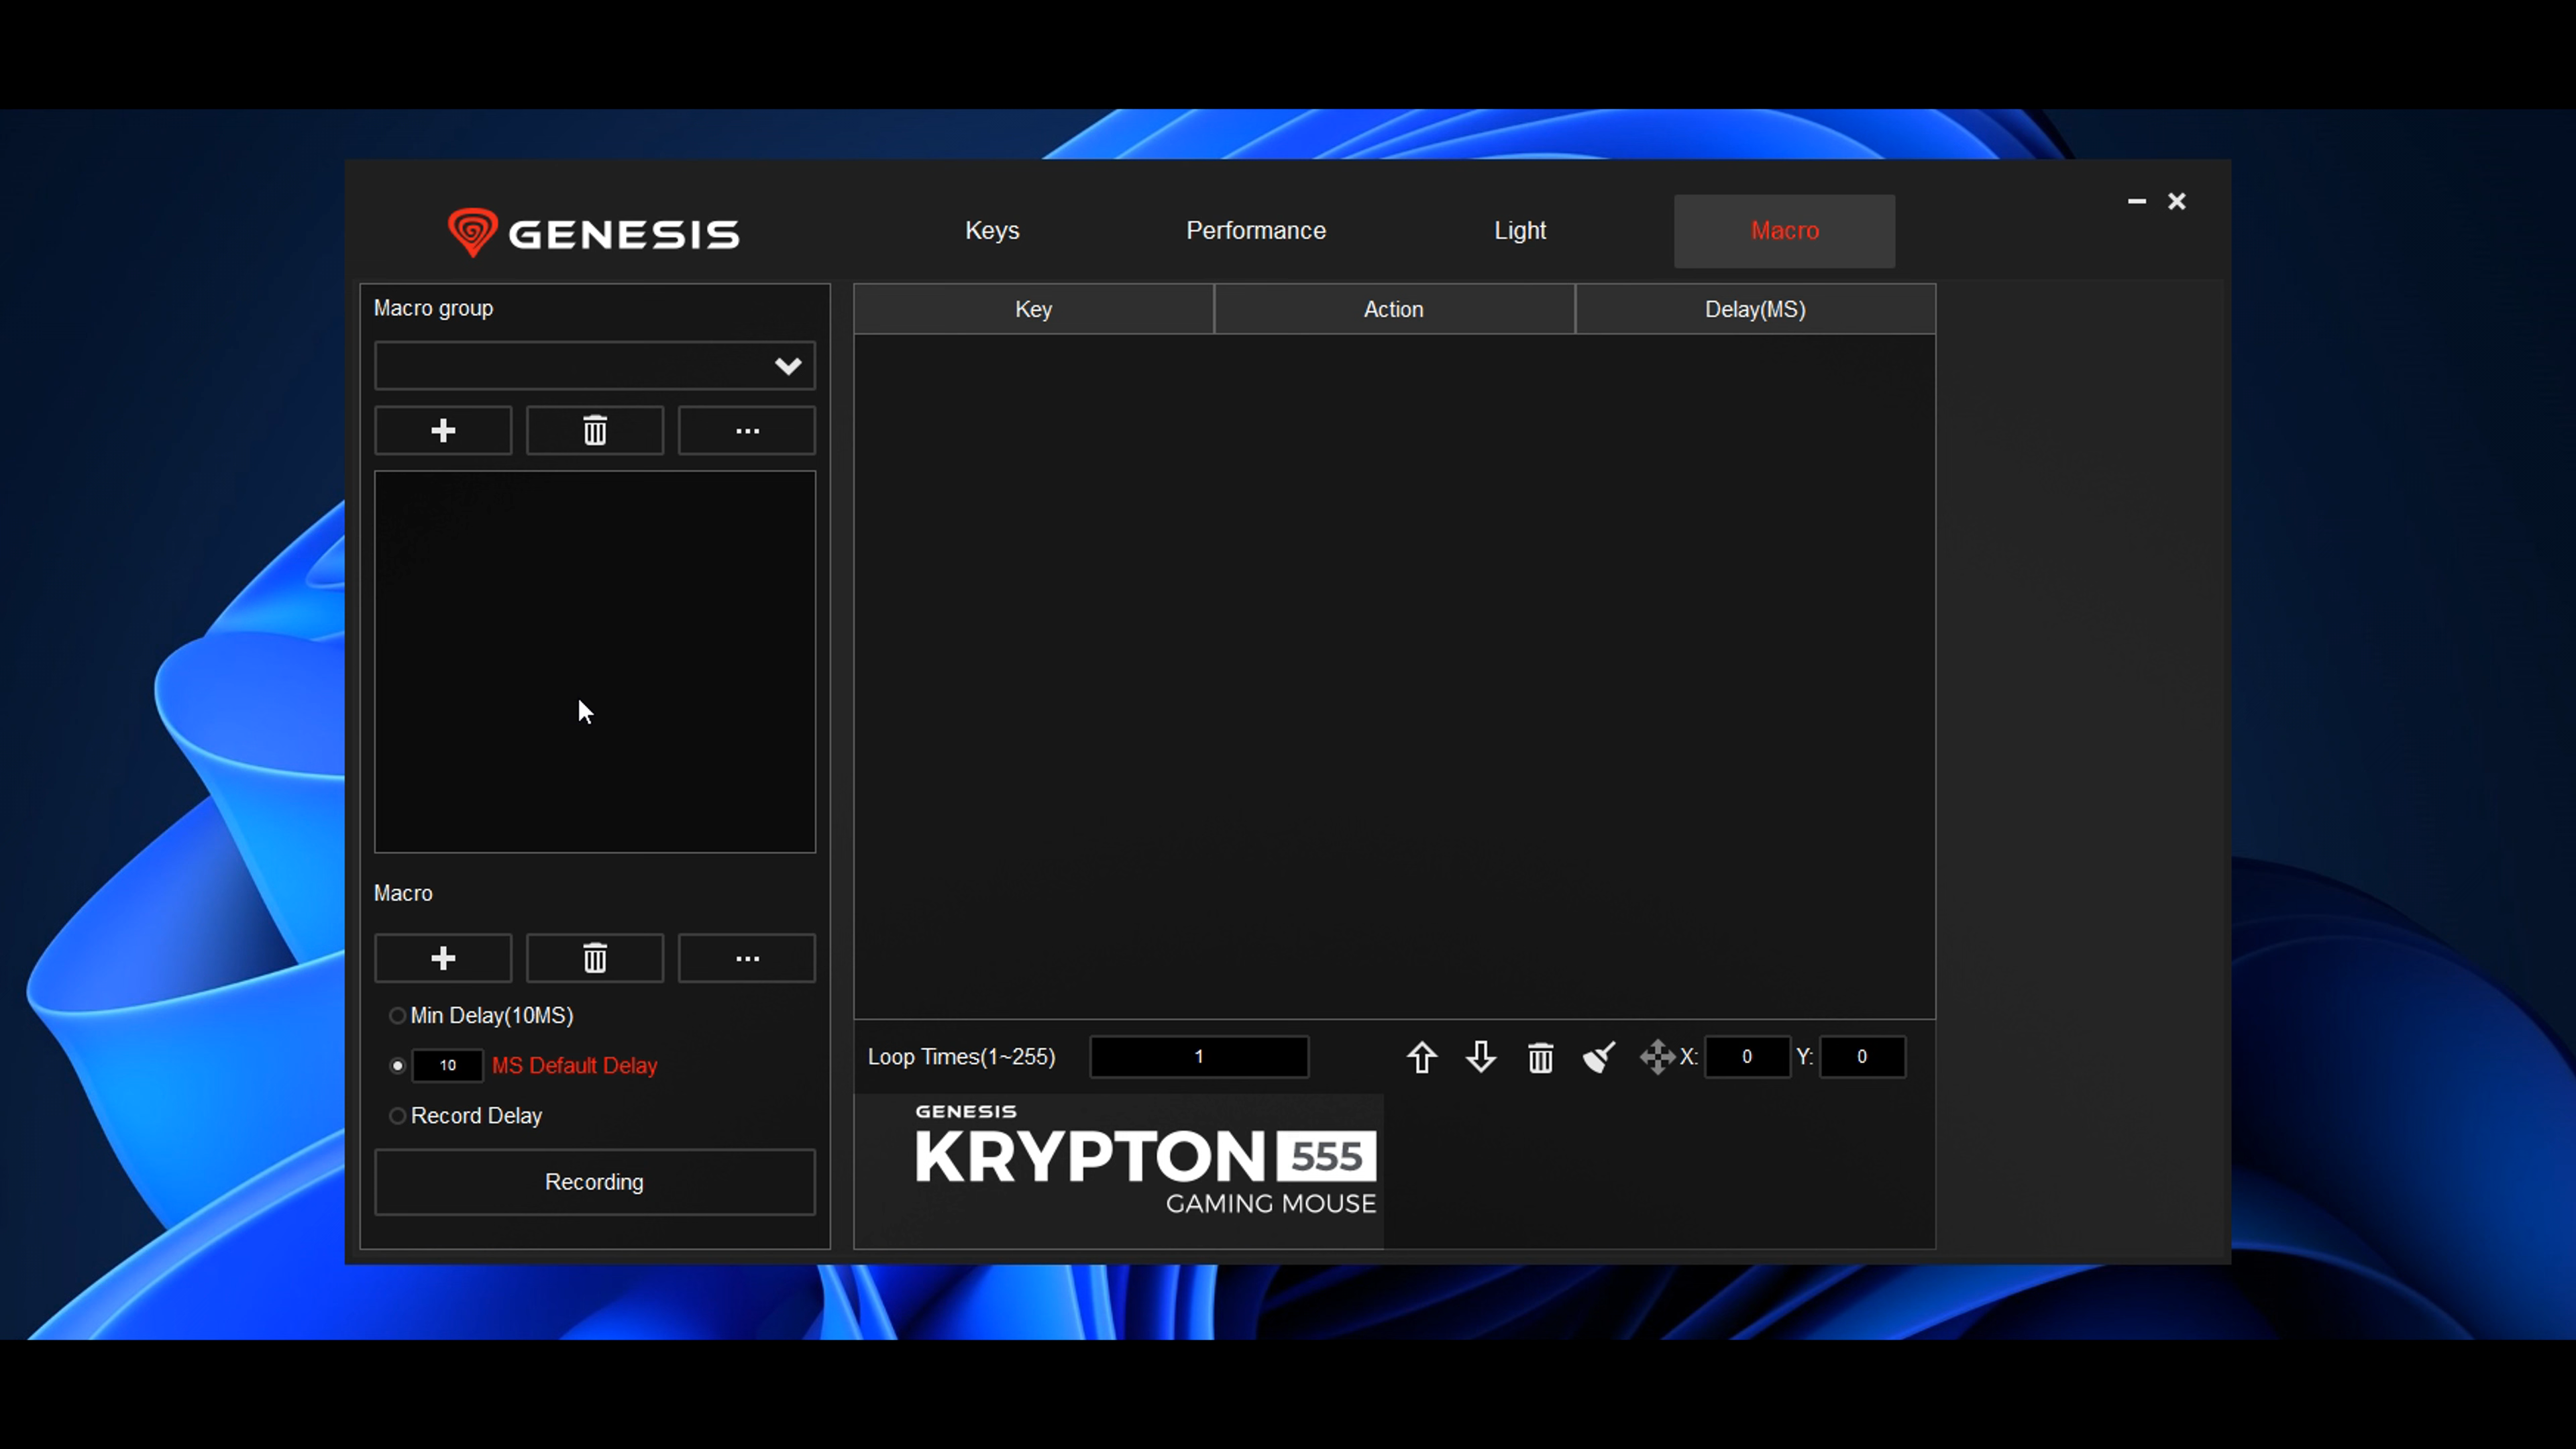 GENESIS
Keys
Performance
Light
Macro
Macro group
Key
Action
Delay(MS)
Macro
Min Delay(10MS)
10 MS Default Delay
Record Delay
Recording
Loop Times(1~255) 1
X: 0 Y: 0
GENESIS
KRYPTON 555
GAMING MOUSE